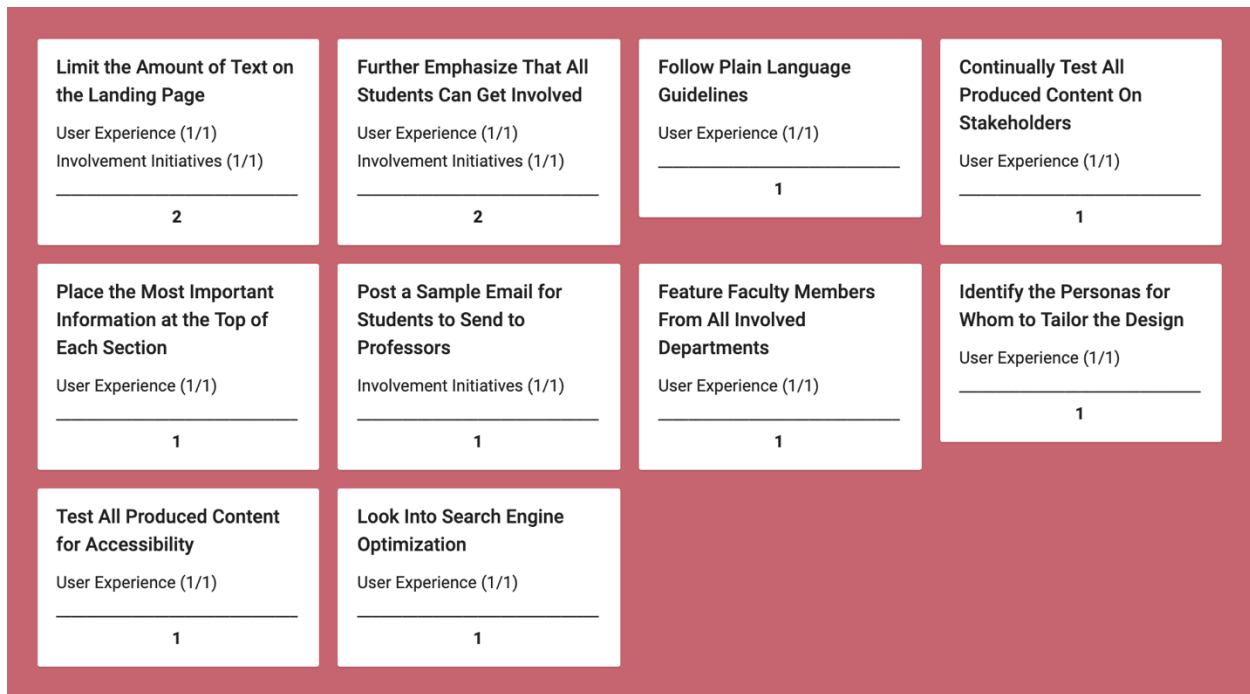 Limit the Amount of Text on
the Landing Page
User Experience (1/1)
Involvement Initiatives (1/1)
2
Further Emphasize That All
Students Can Get Involved
User Experience (1/1)
Involvement Initiatives (1/1)
2
Follow Plain Language
Guidelines
User Experience (1/1)
1
Continually Test All
Produced Content On
Stakeholders
User Experience (1/1)
1
Place the Most Important
Information at the Top of
Each Section
User Experience (1/1)
1
Post a Sample Email for
Students to Send to
Professors
Involvement Initiatives (1/1)
1
Feature Faculty Members
From All Involved
Departments
User Experience (1/1)
1
Identify the Personas for
Whom to Tailor the Design
User Experience (1/1)
1
Test All Produced Content
for Accessibility
User Experience (1/1)
1
Look Into Search Engine
Optimization
User Experience (1/1)
1